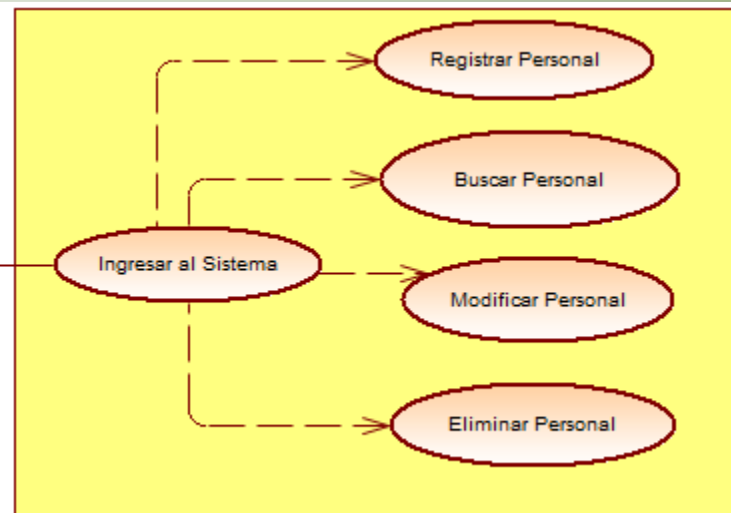 Registrar Personal
Buscar Personal
Ingresar al Sistema
Modificar Personal
Eliminar Personal